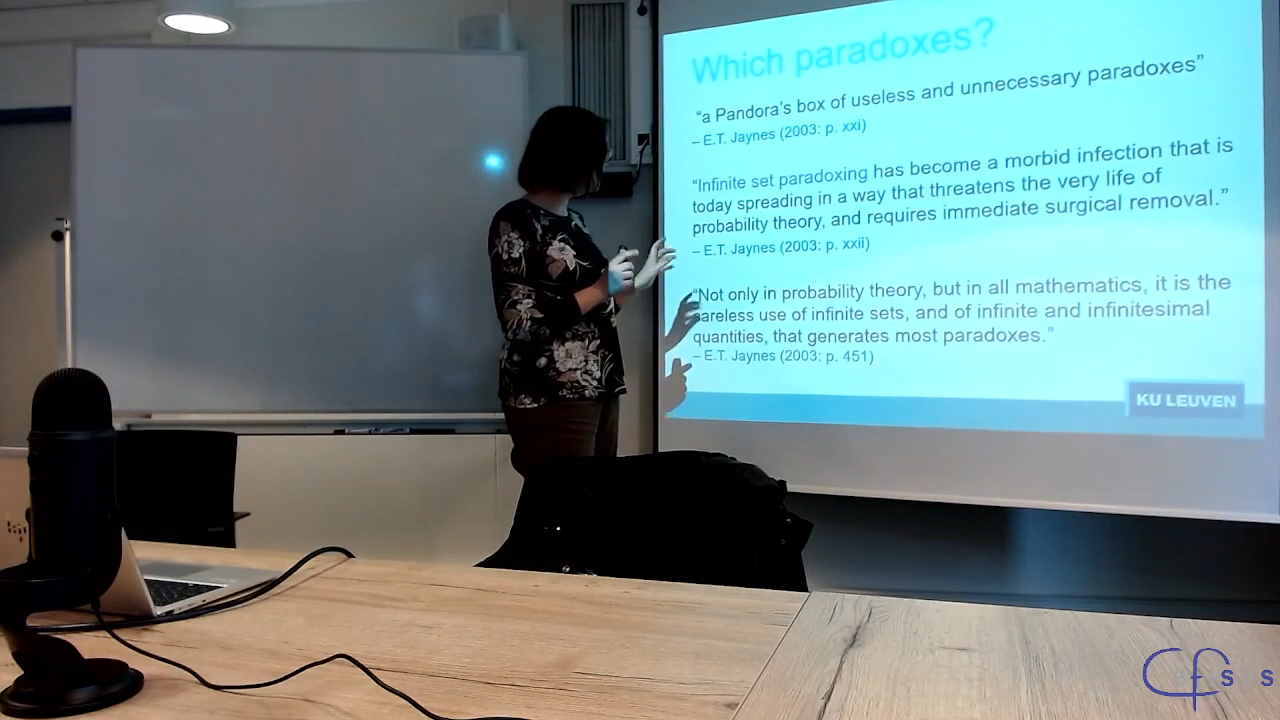 Which paradoxes?
“a Pandora's box of useless and unnecessary paradoxes”
– E.T. Jaynes (2003: p. xxi)
“Infinite set paradoxing has become a morbid infection that is
today spreading in a way that threatens the very life of
probability theory, and requires immediate surgical removal.”
– E.T. Jaynes (2003: p. xxii)
“Not only in probability theory, but in all mathematics, it is the
careless use of infinite sets, and of infinite and infinitesimal
quantities, that generates most paradoxes.”
– E.T. Jaynes (2003: p. 451)
KU LEUVEN
hp
Cfss